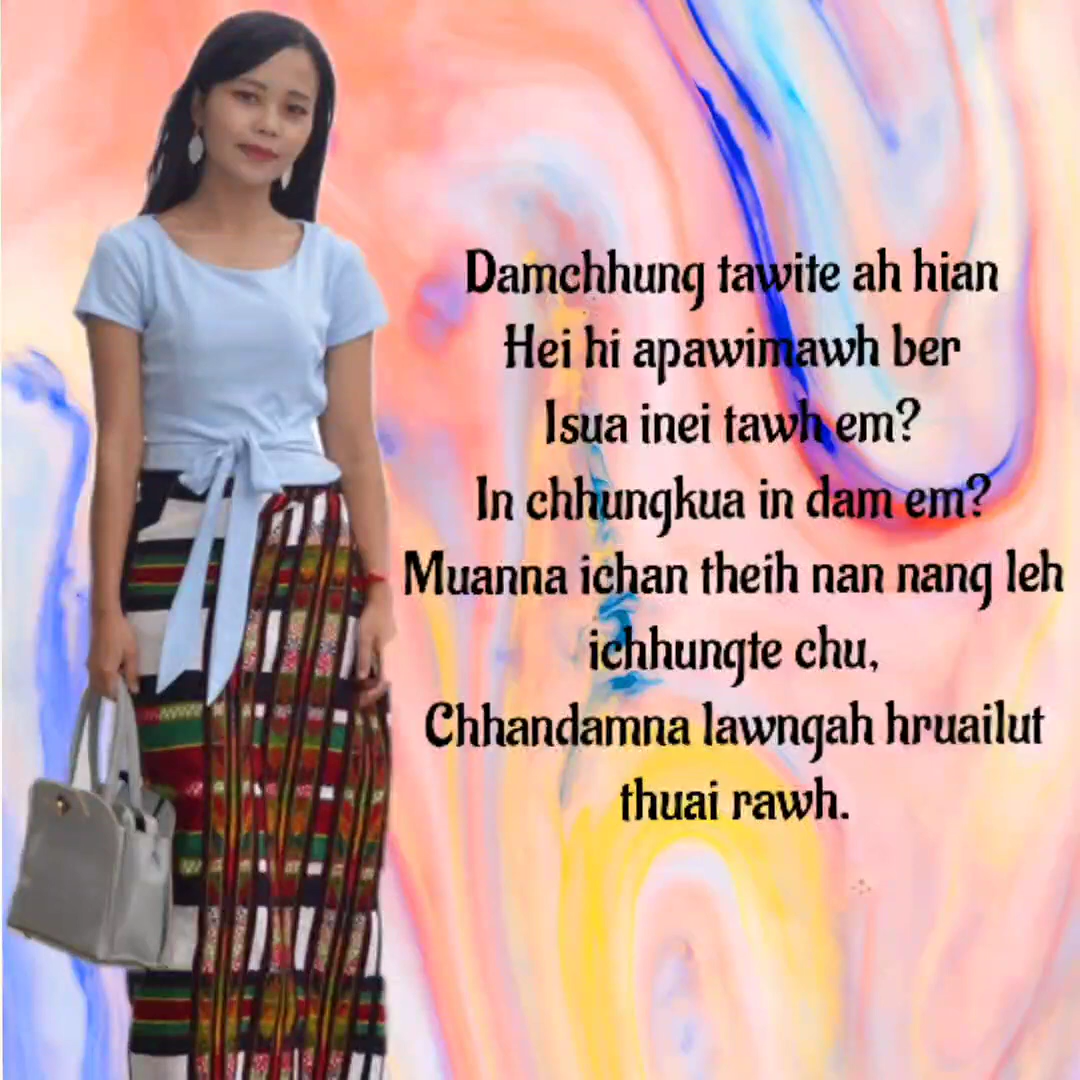 Damchhung tawite ah hian
Hei hi apawimawh ber
Isua inei tawh em?
In chhungkua in dam em?
Muanna ichan theih nan nang leh
ichhungte chu,
Chhandamna lawngah hruailut
thuai rawh.